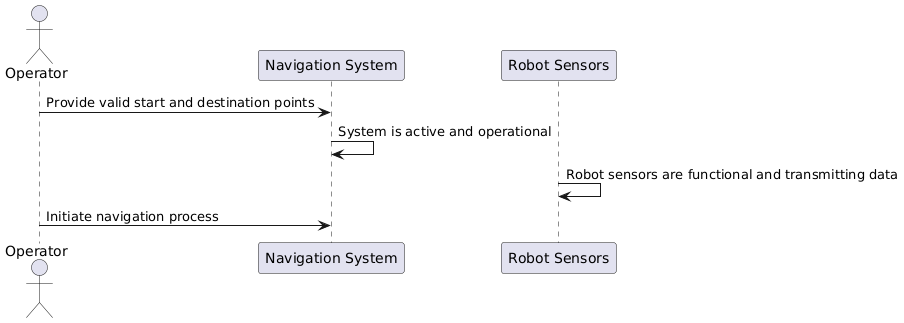 Operator
Navigation System
Robot Sensors
Provide valid start and destination points
System is active and operational
Robot sensors are functional and transmitting data
Initiate navigation process
Operator
Navigation System
Robot Sensors